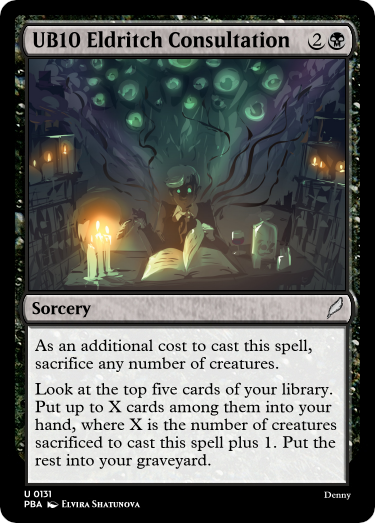 UB10 Eldritch Consultation 2
Sorcery
As an additional cost to cast this spell,
sacrifice any number of creatures.
Look at the top five cards of your library.
Put up to X cards among them into your
hand, where X is the number of creatures
sacrificed to cast this spell plus 1. Put the
rest into your graveyard.
U 0131 Denny
PBA Elvira Shatunova